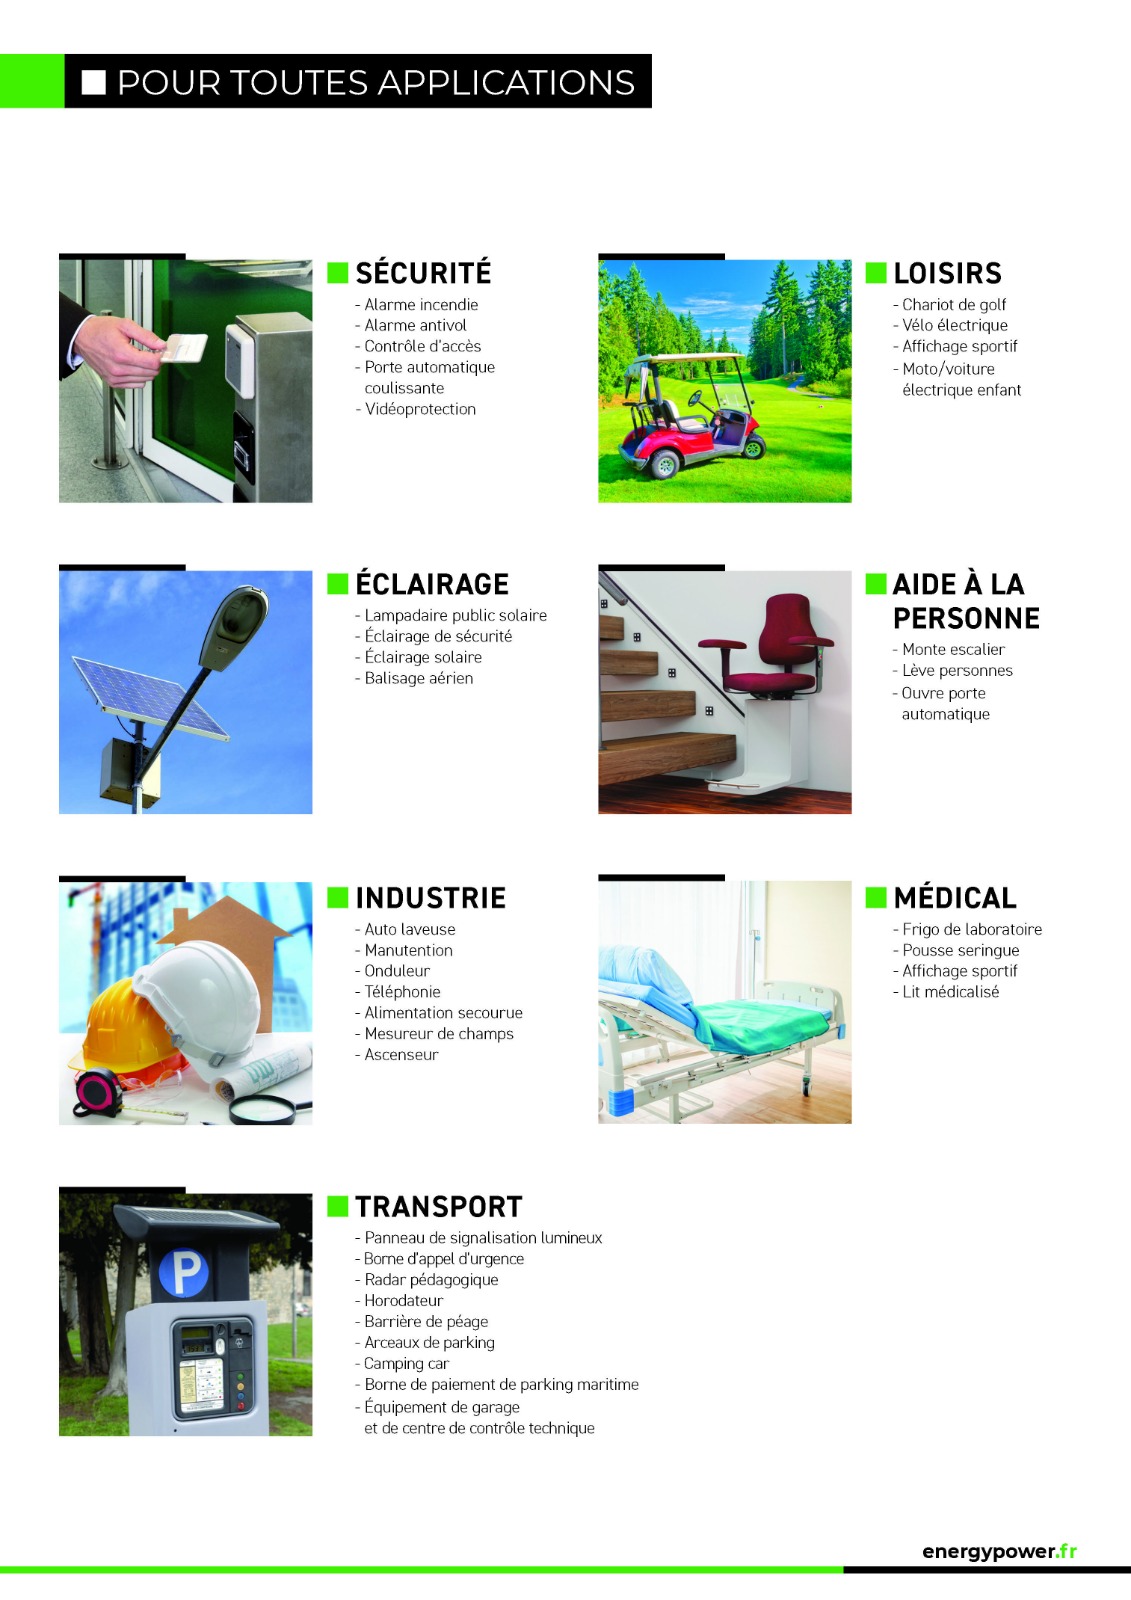 POUR TOUTES APPLICATIONS
SÉCURITÉ
- Alarme incendie
- Alarme antivol
- Contrôle d'accès
- Porte automatique
coulissante
- Vidéoprotection
LOISIRS
- Chariot de golf
- Vélo électrique
- Affichage sportif
- Moto/voiture
électrique enfant
ÉCLAIRAGE
- Lampadaire public solaire
- Éclairage de sécurité
- Éclairage solaire
- Balisage aérien
AIDE À LA
PERSONNE
- Monte escalier
- Lève personnes
- Ouvre porte
automatique
INDUSTRIE
- Auto laveuse
- Manutention
- Onduleur
- Téléphonie
- Alimentation secourue
- Mesureur de champs
- Ascenseur
MÉDICAL
- Frigo de laboratoire
- Pousse seringue
- Affichage sportif
- Lit médicalisé
P
TRANSPORT
- Panneau de signalisation lumineux
- Borne d'appel d'urgence
- Radar pédagogique
- Horodateur
- Barrière de péage
- Arceaux de parking
- Camping car
- Borne de paiement de parking maritime
- Équipement de garage
et de centre de contrôle technique
energypower.fr